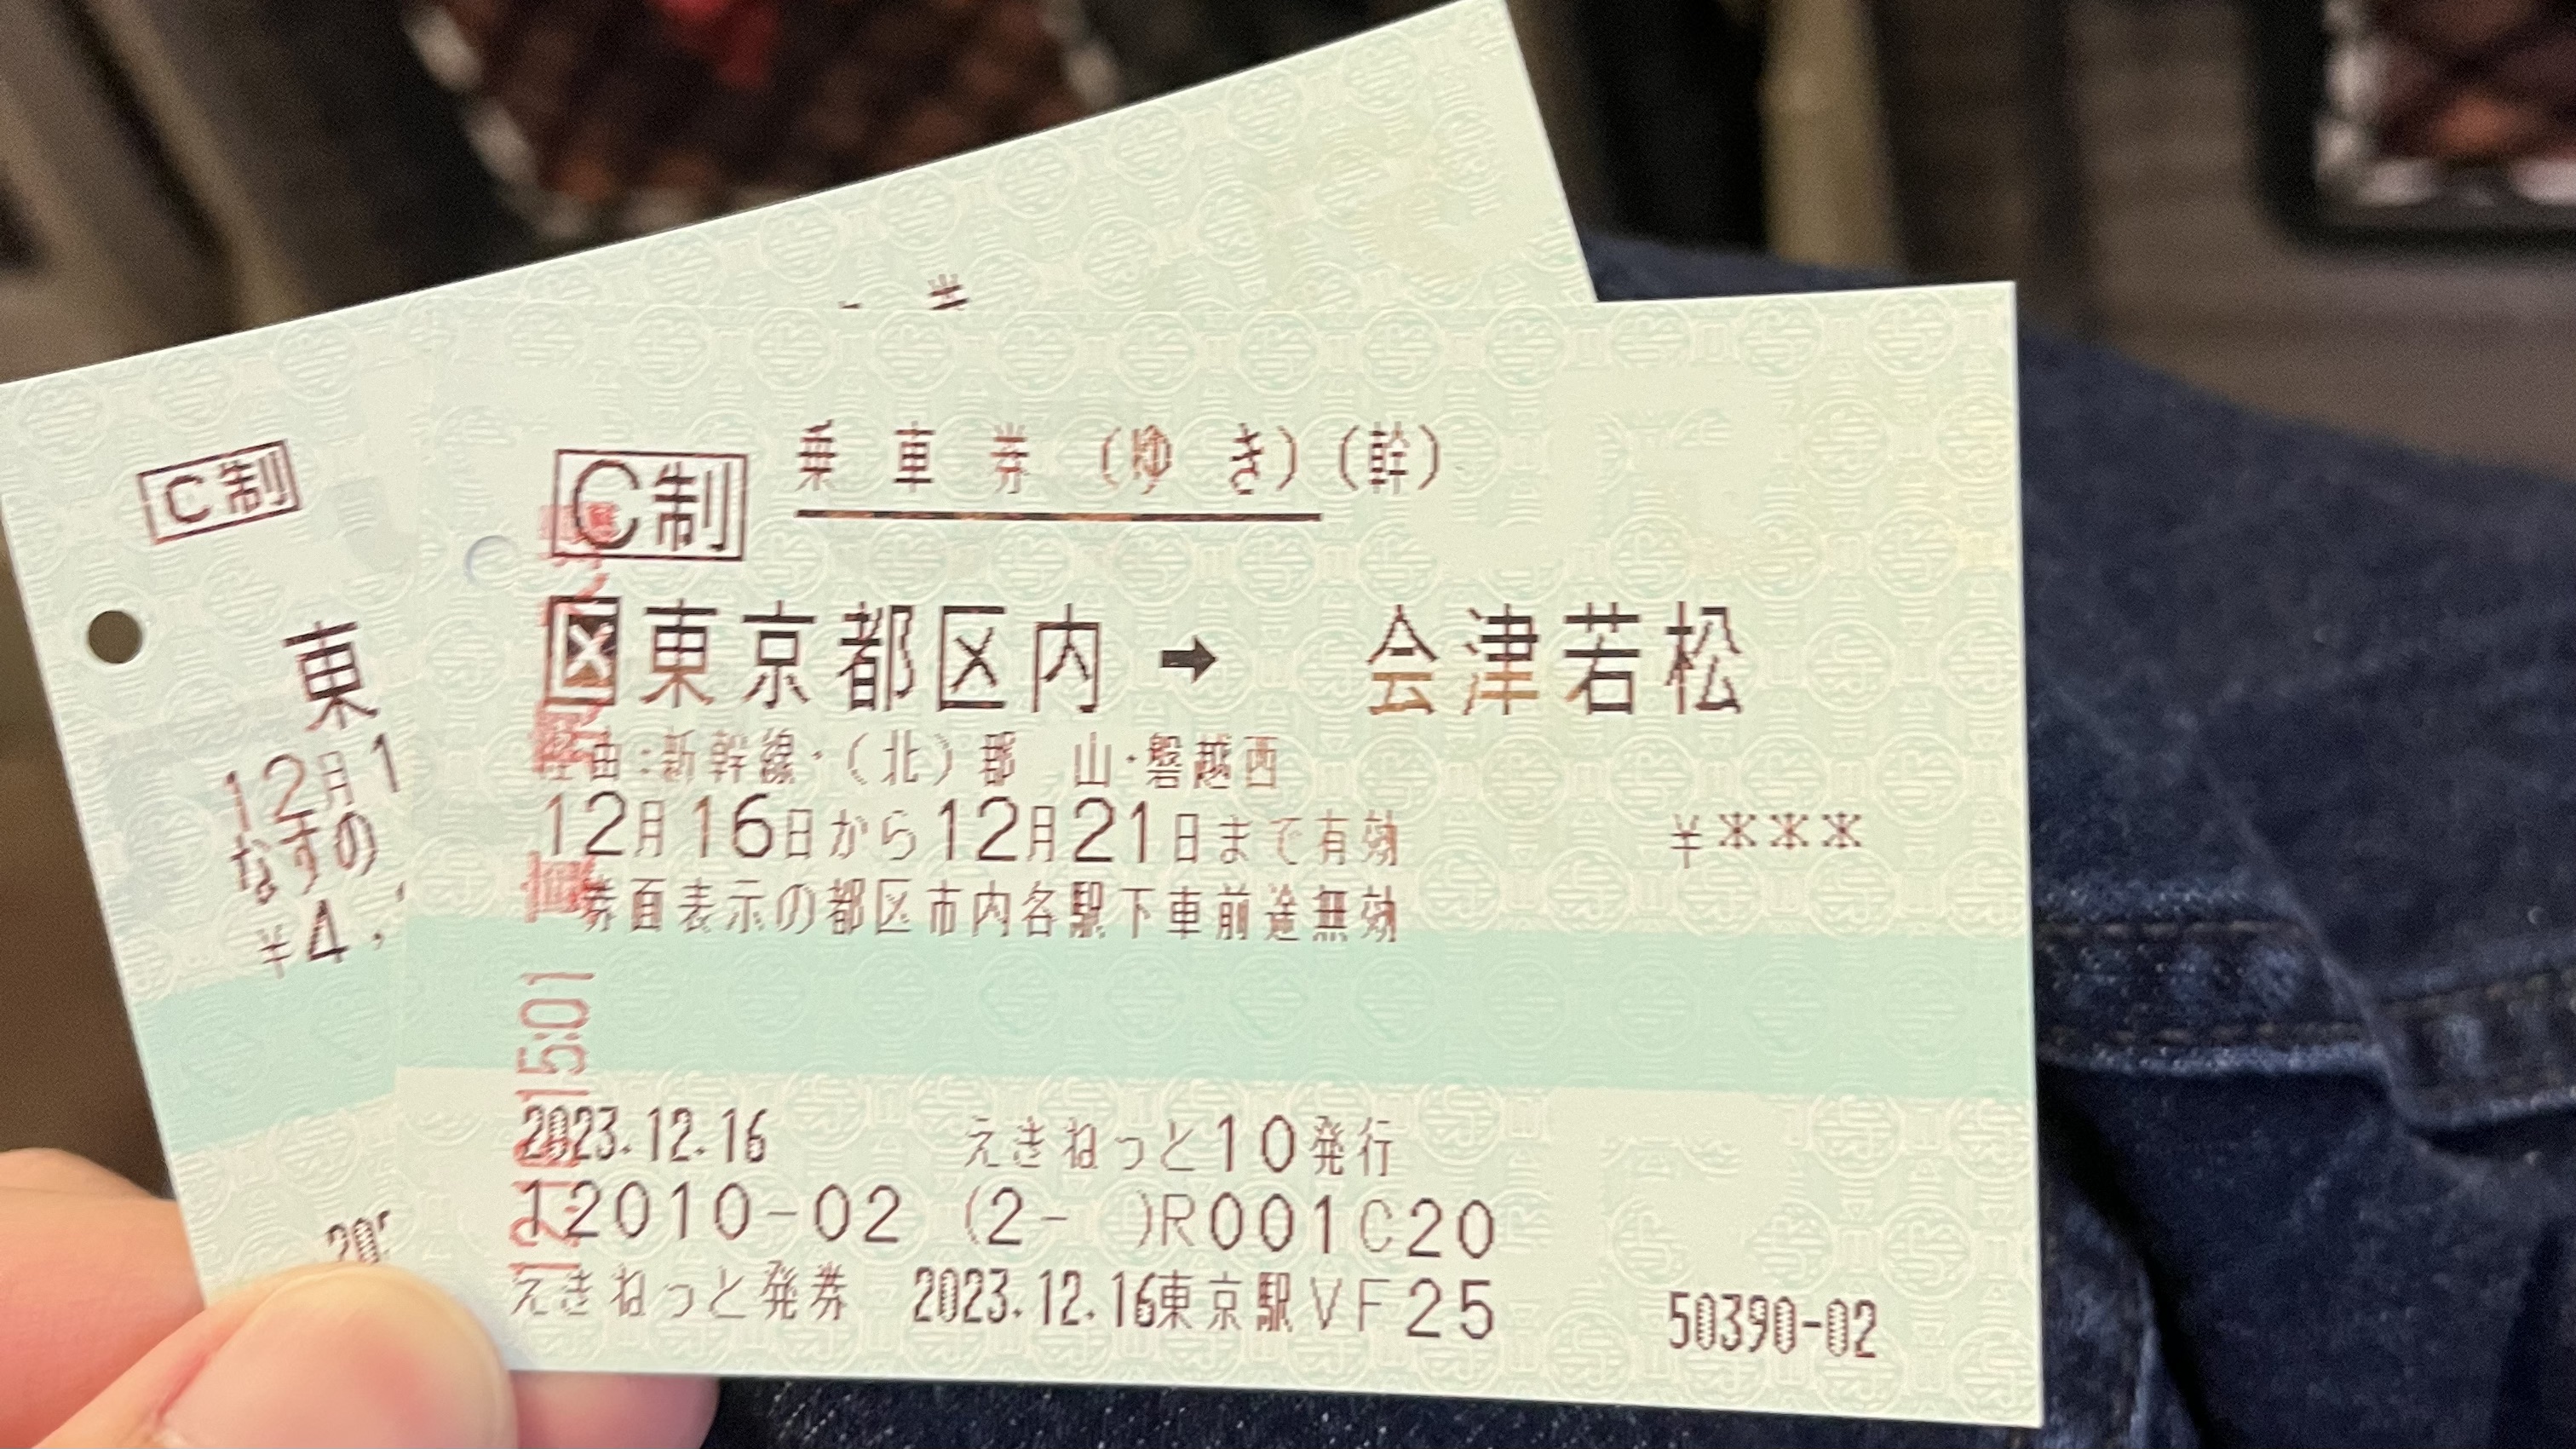 C制
東
12月1
なすの
¥4,
C制
乗車券(ゆき)(幹)
区東京都区内 → 会津若松
経由:新幹線・(北)郡 山・磐越西
12月16日から12月21日まで有効 ¥***
券面表示の都区市内各駅下車前途無効
15:01
2023.12.16 えきねっと10発行
12010-02 (2- )R001C20
えきねっと発券 2023.12.16東京駅VF25 50390-02